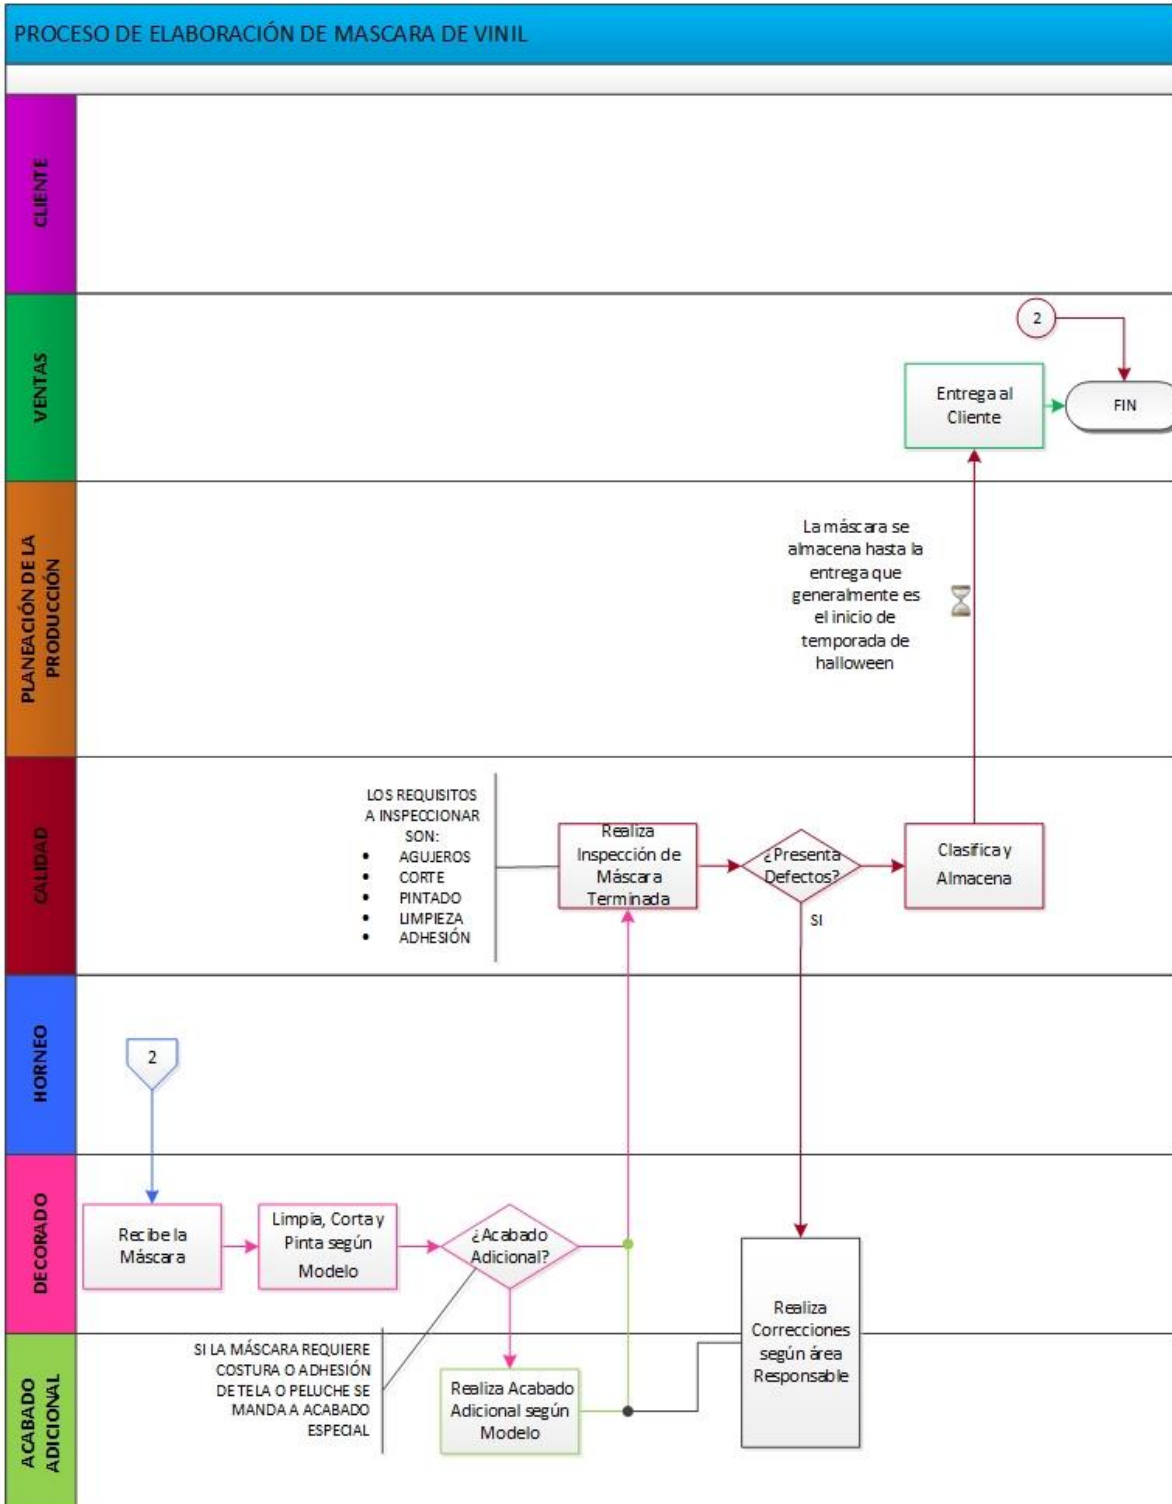 PROCESO DE ELABORACIÓN DE MASCARA DE VINIL
CLIENTE
VENTAS
2
Entrega al
Cliente
FIN
PLANEACIÓN DE LA
PRODUCCIÓN
La máscara se
almacena hasta la
entrega que
generalmente es
el inicio de
temporada de
halloween
CALIDAD
LOS REQUISITOS
A INSPECCIONAR
SON:
• AGUJEROS
• CORTE
• PINTADO
• LIMPIEZA
• ADHESIÓN
Realiza
Inspección de
Máscara
Terminada
¿Presenta
Defectos?
SI
Clasifica y
Almacena
HORNEO
2
DECORADO
Recibe la
Máscara
Limpia, Corta y
Pinta según
Modelo
¿Acabado
Adicional?
Realiza
Correcciones
según área
Responsable
ACABADO
ADICIONAL
SI LA MÁSCARA REQUIERE
COSTURA O ADHESIÓN
DE TELA O PELUCHE SE
MANDA A ACABADO
ESPECIAL
Realiza Acabado
Adicional según
Modelo